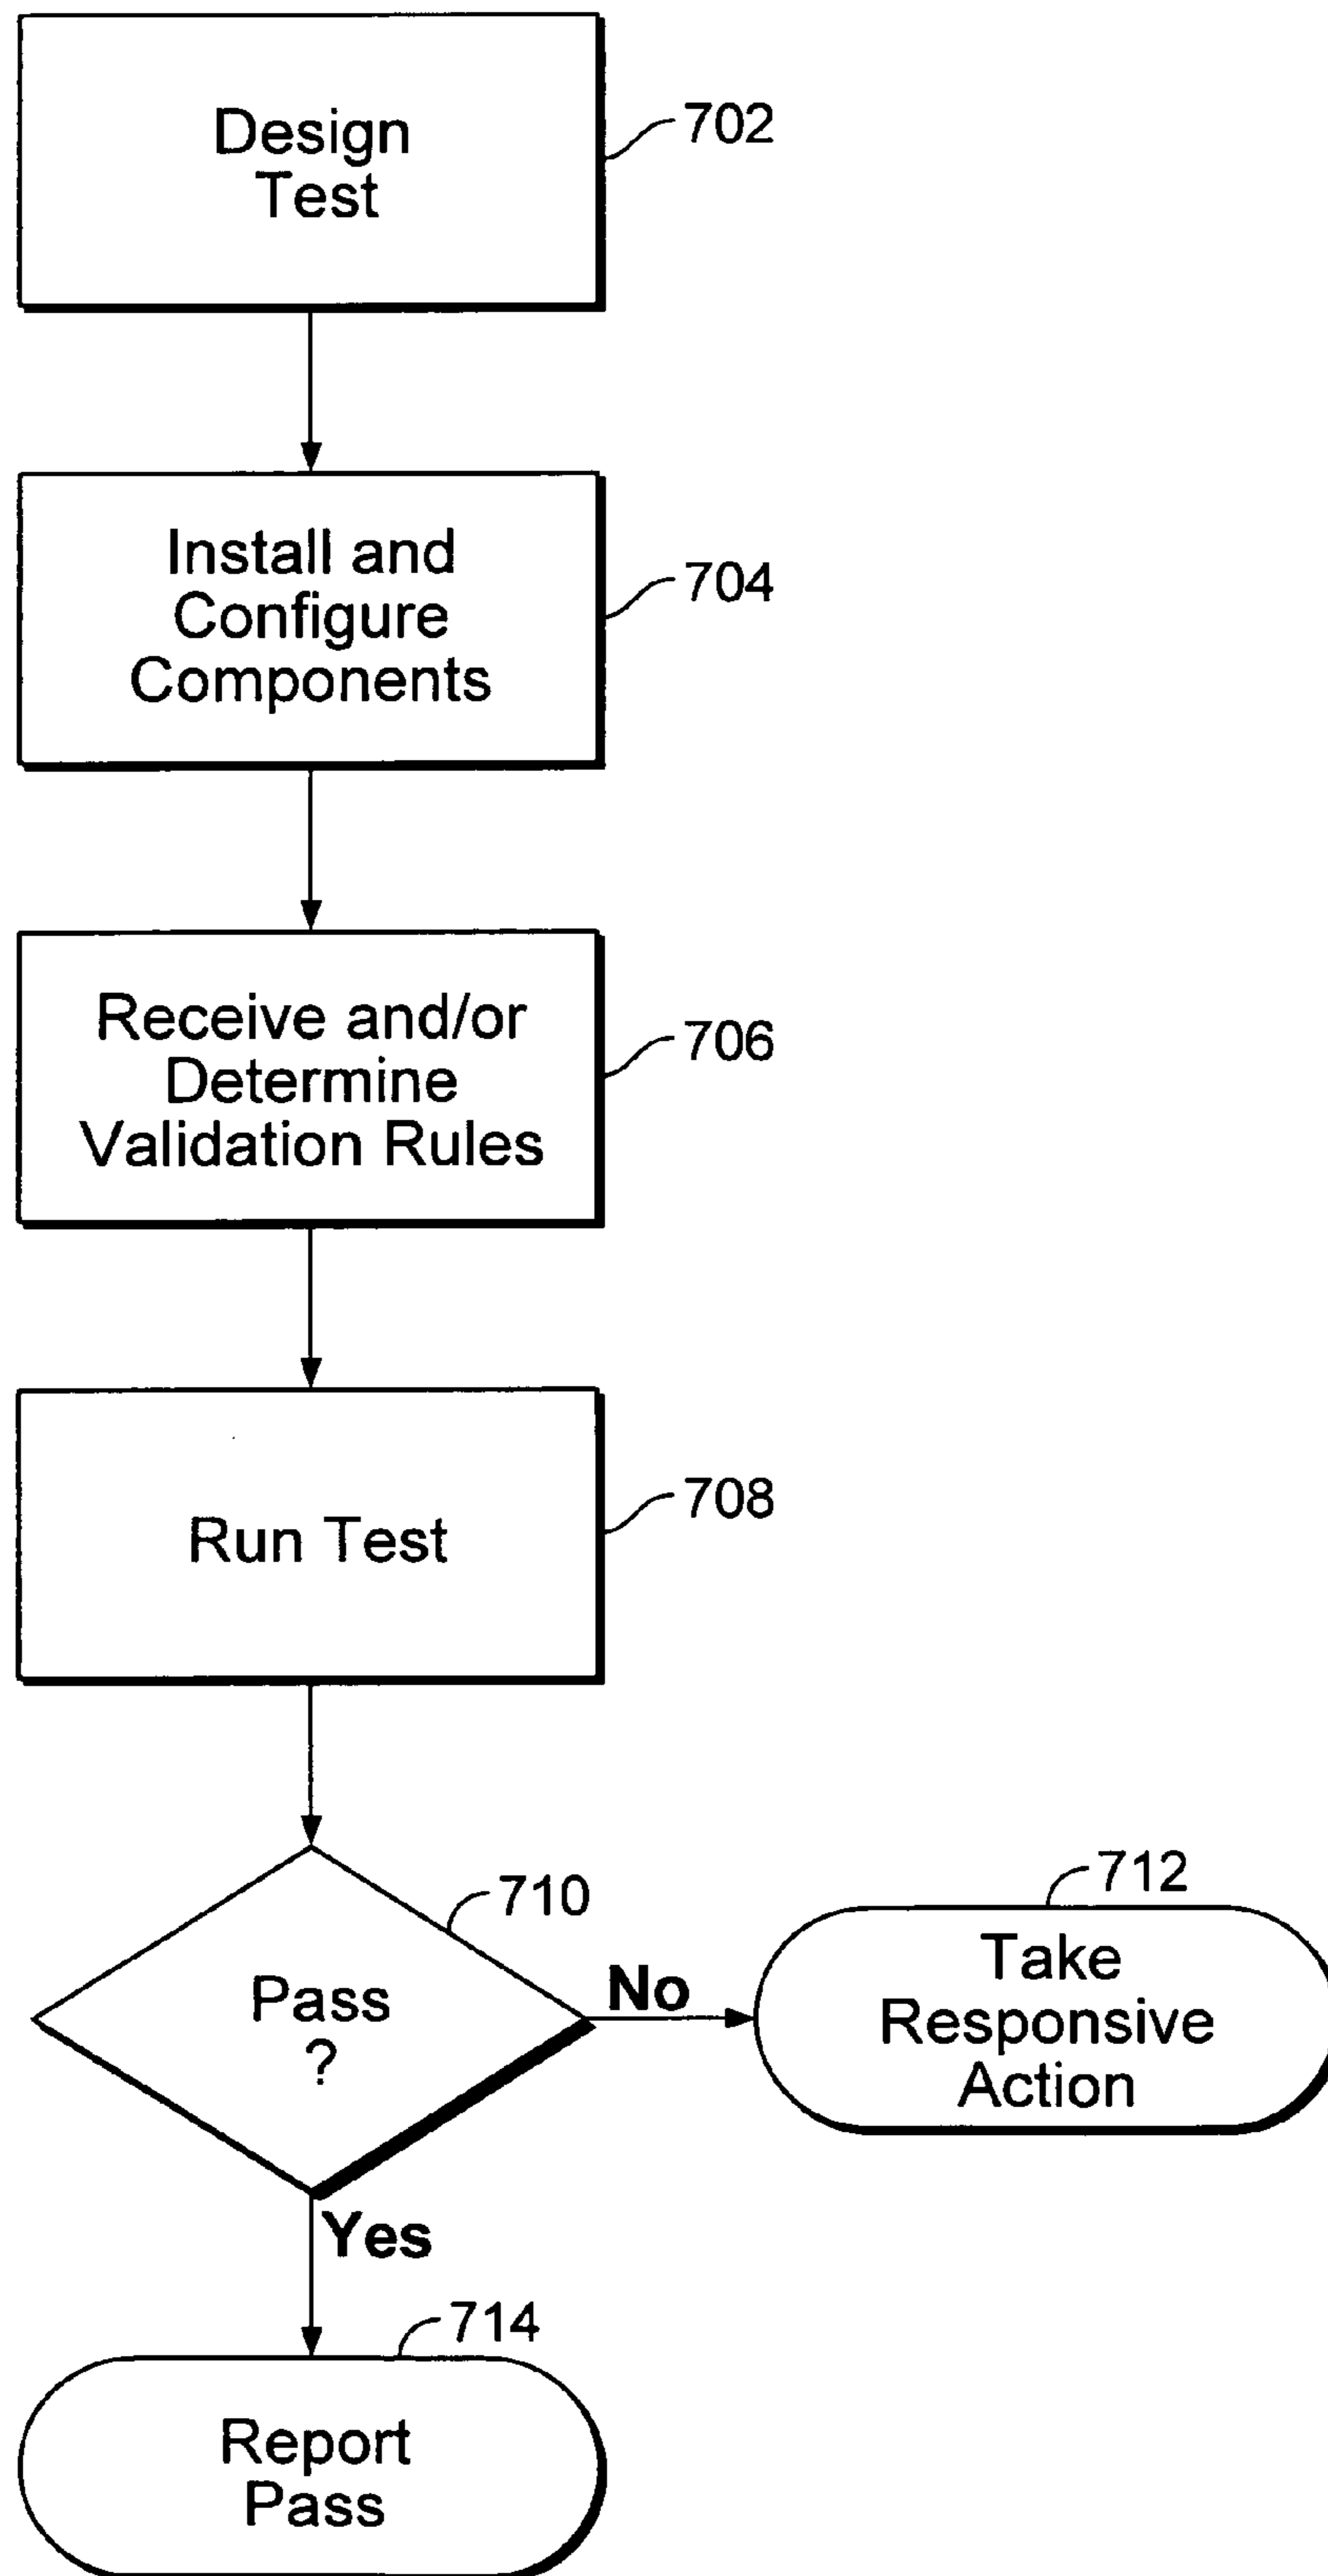 Design
Test
702
Install and
Configure
Components
704
Receive and/or
Determine
Validation Rules
706
Run Test
708
710
Pass
?
No
712
Take
Responsive
Action
Yes
714
Report
Pass